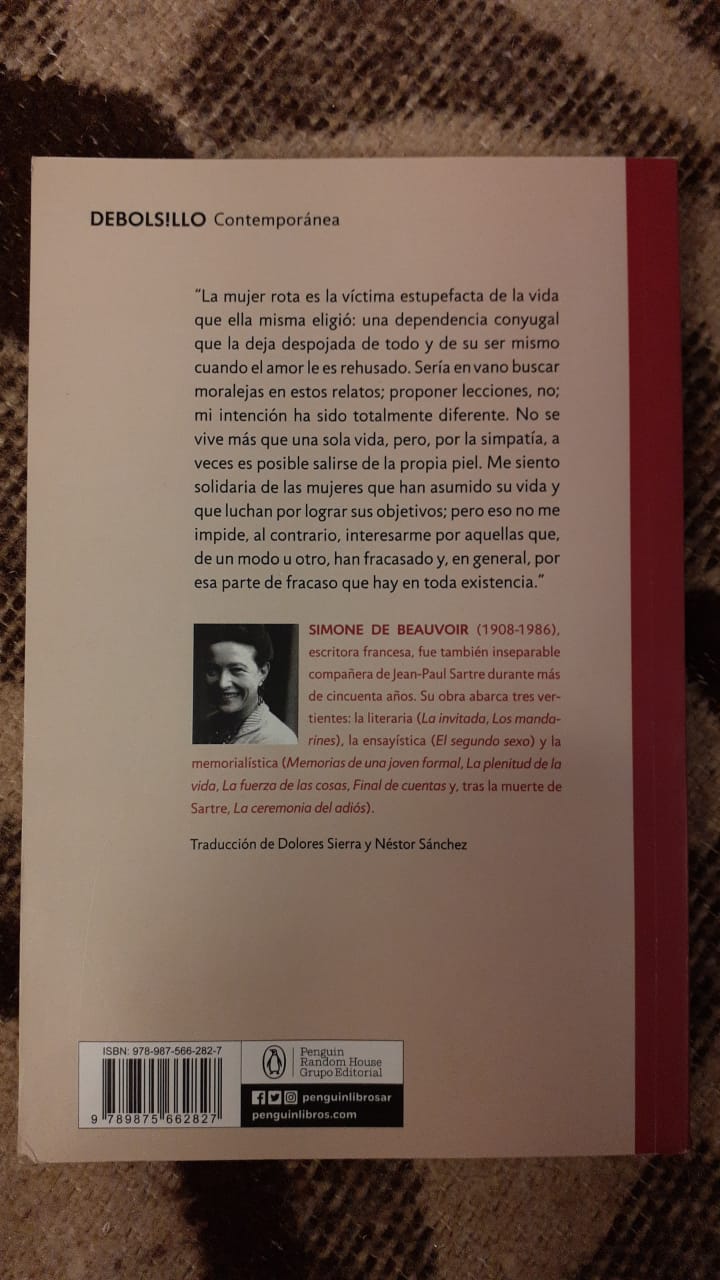 DEBOLS!LLO Contemporánea
“La mujer rota es la víctima estupefacta de la vida
que ella misma eligió: una dependencia conyugal
que la deja despojada de todo y de su ser mismo
cuando el amor le es rehusado. Sería en vano buscar
moralejas en estos relatos; proponer lecciones, no;
mi intención ha sido totalmente diferente. No se
vive más que una sola vida, pero, por la simpatía, a
veces es posible salirse de la propia piel. Me siento
solidaria de las mujeres que han asumido su vida y
que luchan por lograr sus objetivos; pero eso no me
impide, al contrario, interesarme por aquellas que,
de un modo u otro, han fracasado y, en general, por
esa parte de fracaso que hay en toda existencia.”
SIMONE DE BEAUVOIR (1908-1986),
escritora francesa, fue también inseparable
compañera de Jean-Paul Sartre durante más
de cincuenta años. Su obra abarca tres ver-
tientes: la literaria (La invitada, Los manda-
rines), la ensayística (El segundo sexo) y la
memorialística (Memorias de una joven formal, La plenitud de la
vida, La fuerza de las cosas, Final de cuentas y, tras la muerte de
Sartre, La ceremonia del adiós).
Traducción de Dolores Sierra y Néstor Sánchez
ISBN: 978-987-566-282-7
9 789875 662827
Penguin
Random House
Grupo Editorial
penguinlibrosar
penguinlibros.com